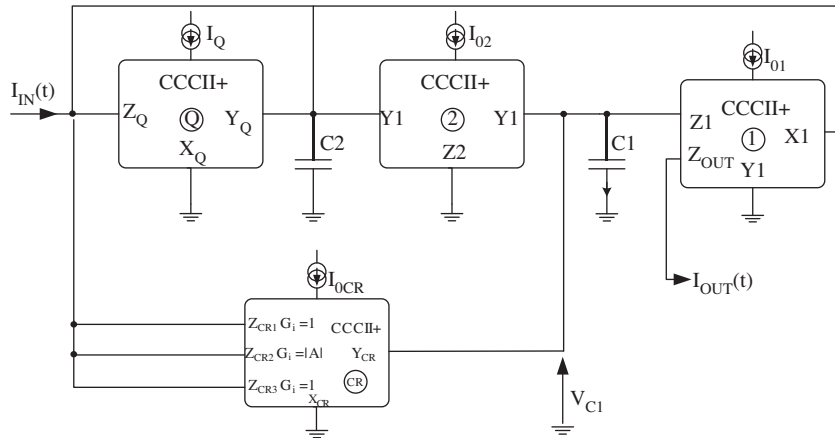 I_Q
I_02
I_01
I_IN(t)
CCCII+
Z_Q
Q
Y_Q
X_Q
C2
CCCII+
Y1
2
Y1
Z2
C1
CCCII+
Z1
1
X1
Z_OUT
Y1
I_OUT(t)
I_0CR
Z_CR1 G_i =1
CCCII+
Z_CR2 G_i =|A|
Y_CR
Z_CR3 G_i =1
CR
X_CR
V_C1